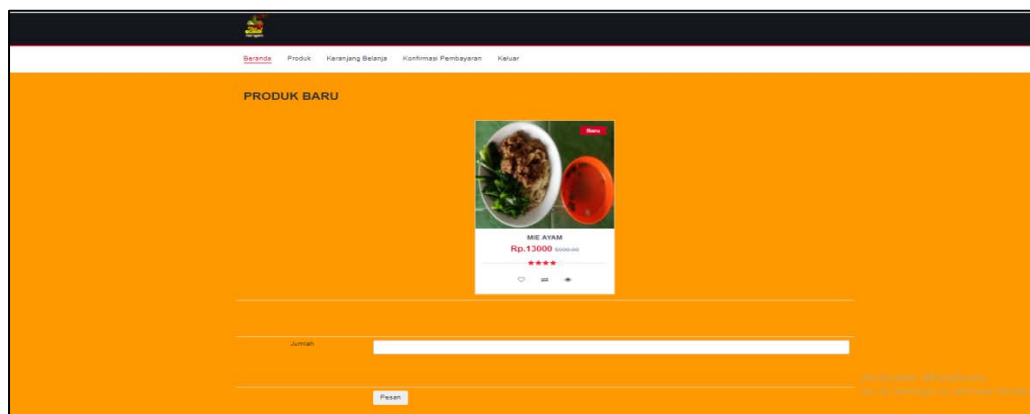 Beranda Produk Keranjang Belanja Konfirmasi Pembayaran Keluar
PRODUK BARU
Baru
MIE AYAM
Rp.13000
Jumlah
Pesan